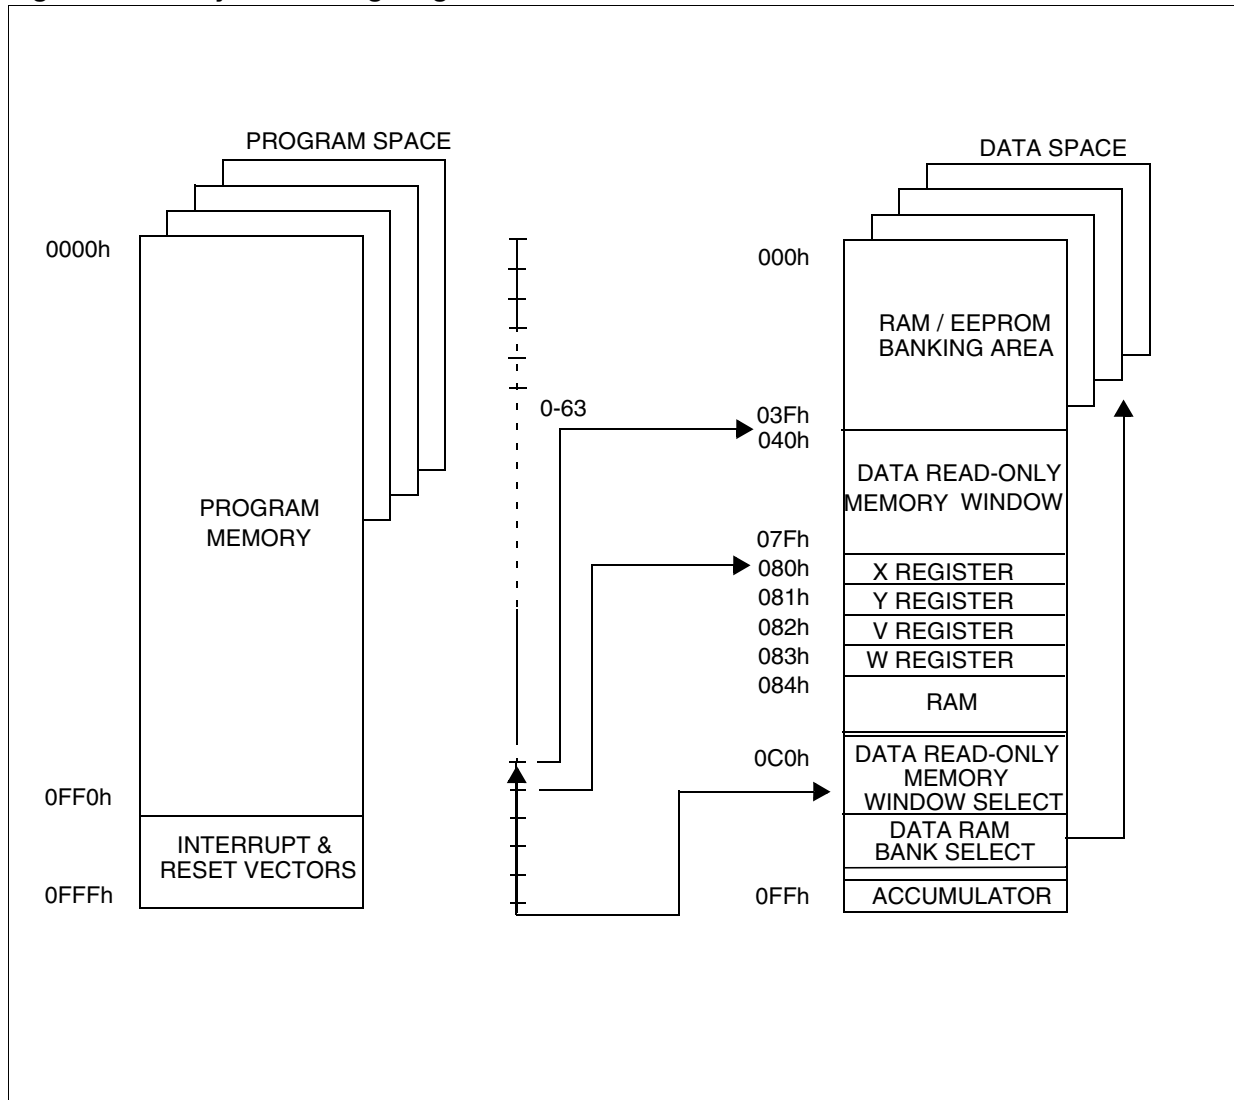 PROGRAM SPACE
0000h
PROGRAM
MEMORY
0FF0h
INTERRUPT &
RESET VECTORS
0FFFh
0-63
DATA SPACE
000h
RAM / EEPROM
BANKING AREA
03Fh
040h
DATA READ-ONLY
MEMORY WINDOW
07Fh
080h
X REGISTER
081h
Y REGISTER
082h
V REGISTER
083h
W REGISTER
084h
RAM
0C0h
DATA READ-ONLY
MEMORY
WINDOW SELECT
DATA RAM
BANK SELECT
0FFh
ACCUMULATOR